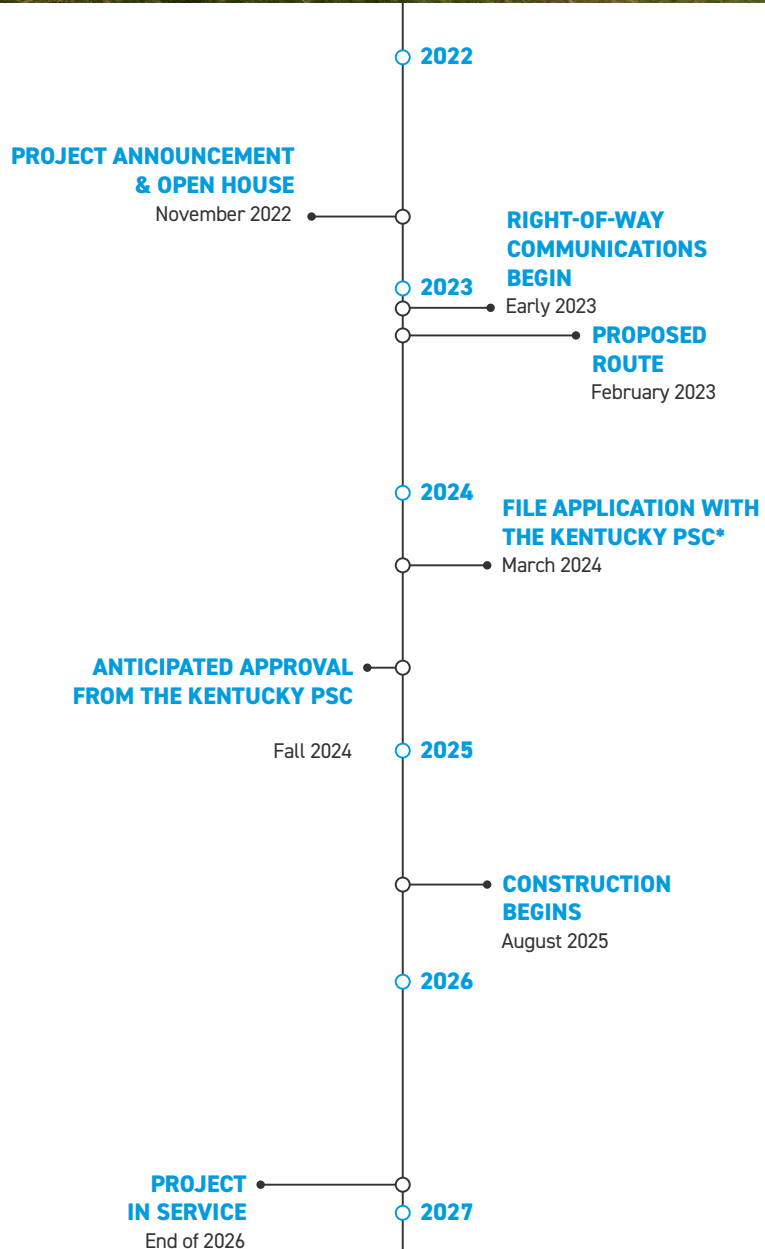 2022
PROJECT ANNOUNCEMENT
& OPEN HOUSE
November 2022
RIGHT-OF-WAY
COMMUNICATIONS
BEGIN
Early 2023
2023
PROPOSED
ROUTE
February 2023
2024
FILE APPLICATION WITH
THE KENTUCKY PSC*
March 2024
ANTICIPATED APPROVAL
FROM THE KENTUCKY PSC
Fall 2024
2025
CONSTRUCTION
BEGINS
August 2025
2026
PROJECT
IN SERVICE
End of 2026
2027